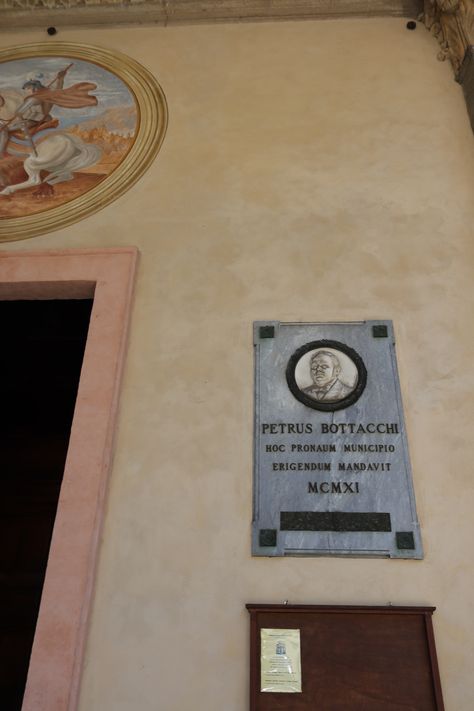 PETRUS BOTTACCHI
HOC PRONAUM MUNICIPIO
ERIGENDUM MANDAVIT
MCMXI